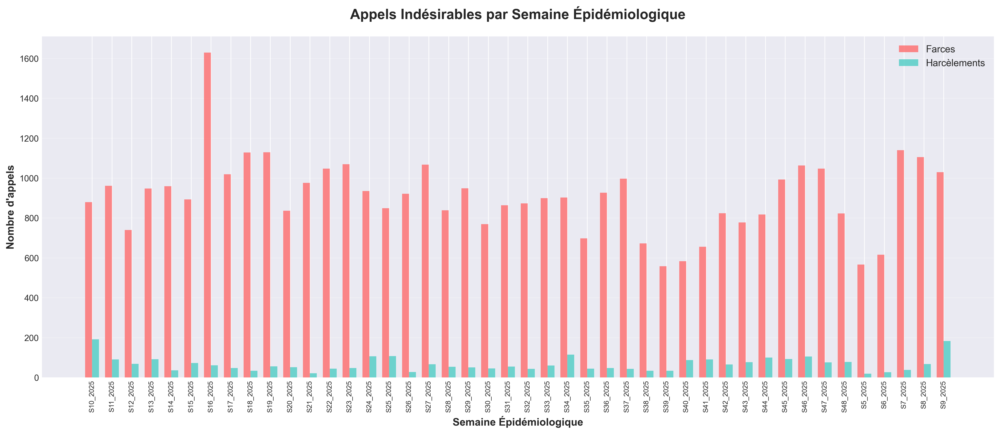 Appels Indésirables par Semaine Épidémiologique
Farces
Harcèlements
Nombre d'appels
1600
1400
1200
1000
800
600
400
200
0
S10_2025
S11_2025
S12_2025
S13_2025
S14_2025
S15_2025
S16_2025
S17_2025
S18_2025
S19_2025
S20_2025
S21_2025
S22_2025
S23_2025
S24_2025
S25_2025
S26_2025
S27_2025
S28_2025
S29_2025
S30_2025
S31_2025
S32_2025
S33_2025
S34_2025
S35_2025
S36_2025
S37_2025
S38_2025
S39_2025
S40_2025
S41_2025
S42_2025
S43_2025
S44_2025
S45_2025
S46_2025
S47_2025
S48_2025
S5_2025
S6_2025
S7_2025
S8_2025
S9_2025
Semaine Épidémiologique